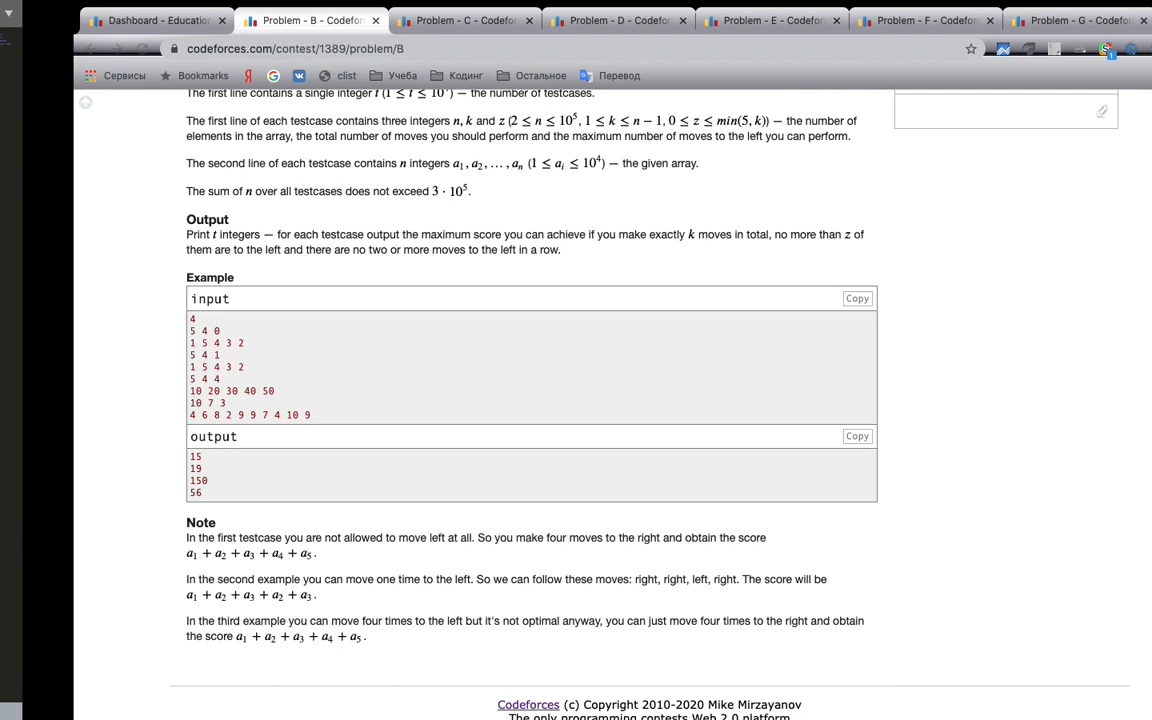 Dashboard - Educatio
Problem - B - Codefor
Problem - C - Codefor
Problem - D - Codefor
Problem - E - Codefor
Problem - F - Codefor
Problem - G - Codefor
codeforces.com/contest/1389/problem/B
Сервисы Bookmarks clist Учеба Кодинг Остальное Перевод
The first line contains a single integer t (1 ≤ t ≤ 10⁴) — the number of testcases.
The first line of each testcase contains three integers n, k and z (2 ≤ n ≤ 10⁵, 1 ≤ k ≤ n − 1, 0 ≤ z ≤ min(5, k)) — the number of
elements in the array, the total number of moves you should perform and the maximum number of moves to the left you can perform.
The second line of each testcase contains n integers a₁, a₂, …, aₙ (1 ≤ aᵢ ≤ 10⁴) — the given array.
The sum of n over all testcases does not exceed 3 · 10⁵.
Output
Print t integers — for each testcase output the maximum score you can achieve if you make exactly k moves in total, no more than z of
them are to the left and there are no two or more moves to the left in a row.
Example
input
Copy
4
5 4 0
1 5 4 3 2
5 4 1
1 5 4 3 2
5 4 4
10 20 30 40 50
10 7 3
4 6 8 2 9 9 7 4 10 9
output
Copy
15
19
150
56
Note
In the first testcase you are not allowed to move left at all. So you make four moves to the right and obtain the score
a₁ + a₂ + a₃ + a₄ + a₅.
In the second example you can move one time to the left. So we can follow these moves: right, right, left, right. The score will be
a₁ + a₂ + a₃ + a₂ + a₃.
In the third example you can move four times to the left but it's not optimal anyway, you can just move four times to the right and obtain
the score a₁ + a₂ + a₃ + a₄ + a₅.
Codeforces (c) Copyright 2010-2020 Mike Mirzayanov
The only programming contests Web 2.0 platform